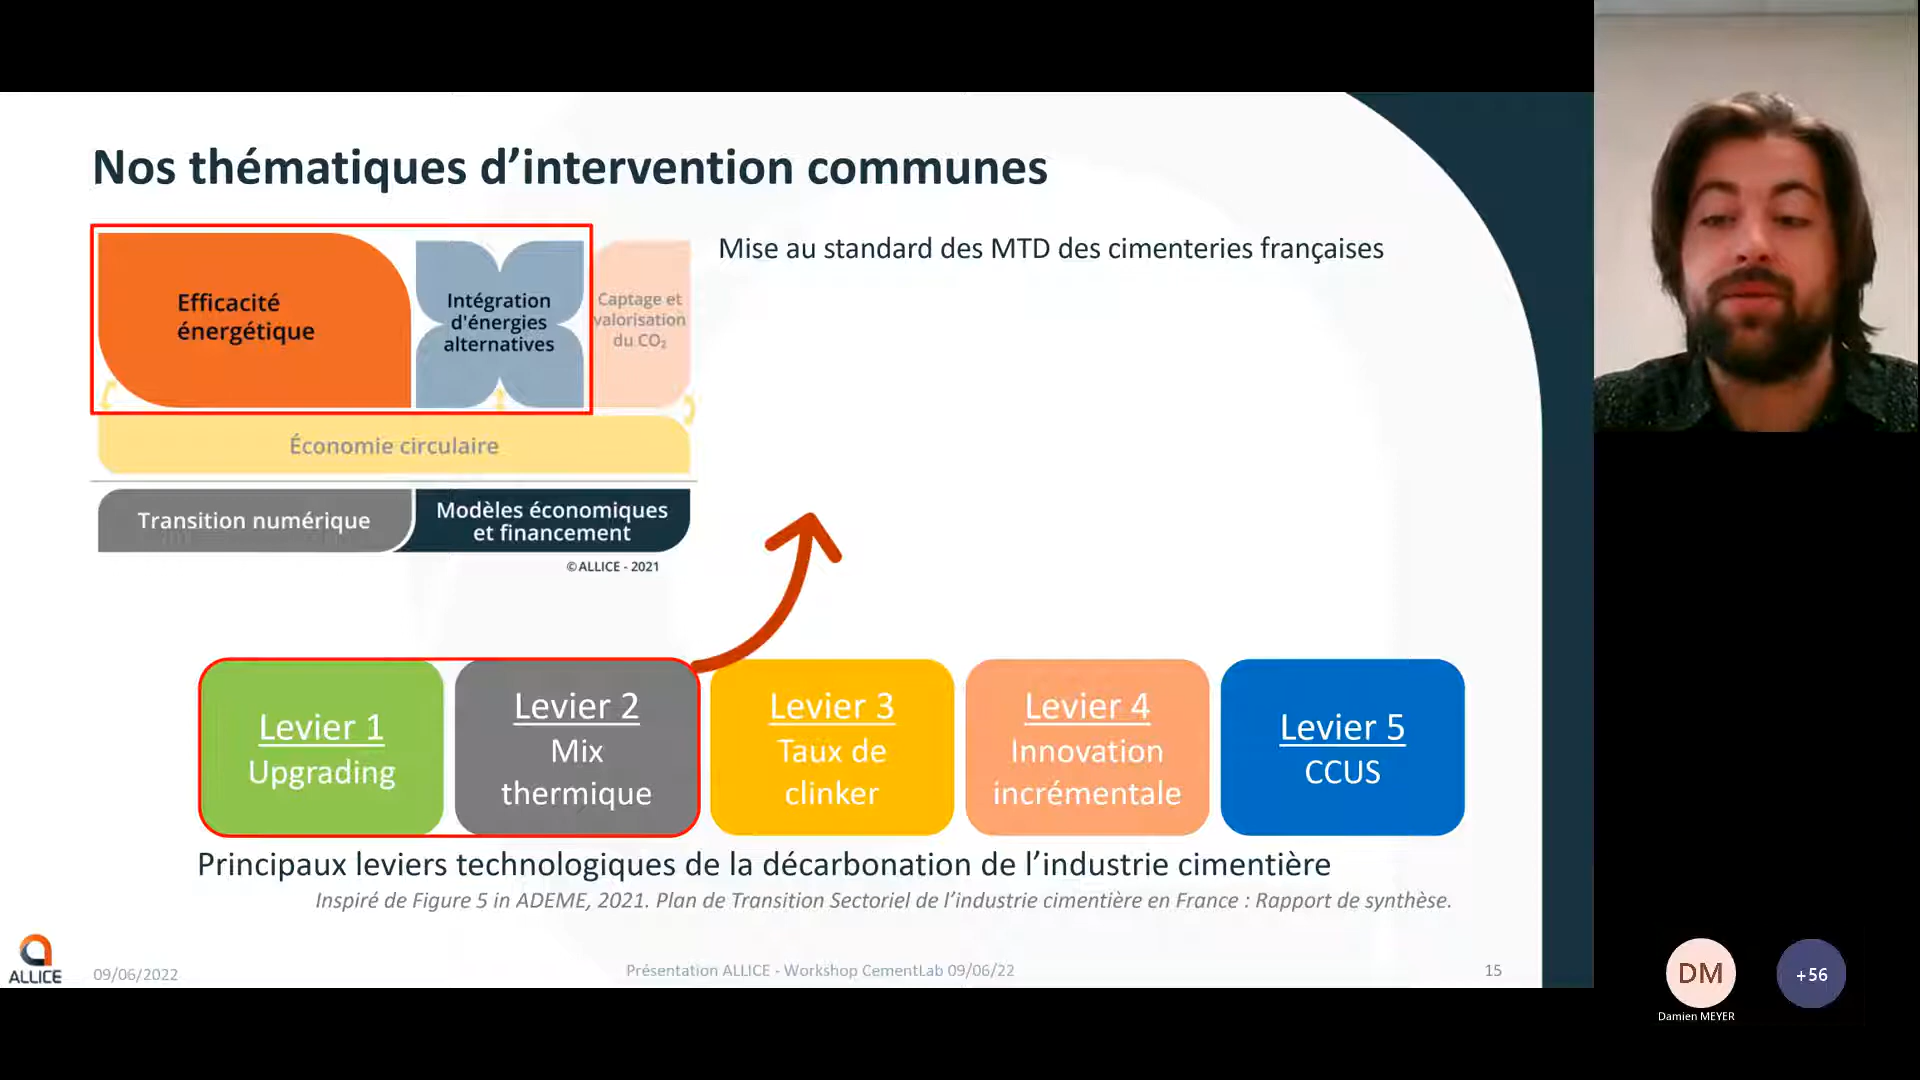 Nos thématiques d’intervention communes
Efficacité
énergétique
Intégration
d'énergies
alternatives
Captage et
valorisation
du CO₂
Mise au standard des MTD des cimenteries françaises
Économie circulaire
Transition numérique
Modèles économiques
et financement
©ALLICE - 2021
Levier 1
Upgrading
Levier 2
Mix
thermique
Levier 3
Taux de
clinker
Levier 4
Innovation
incrémentale
Levier 5
CCUS
Principaux leviers technologiques de la décarbonation de l’industrie cimentière
Inspiré de Figure 5 in ADEME, 2021. Plan de Transition Sectoriel de l’industrie cimentière en France : Rapport de synthèse.
ALLICE
09/06/2022
Présentation ALLICE - Workshop CementLab 09/06/22
15
DM
+56
Damien MEYER